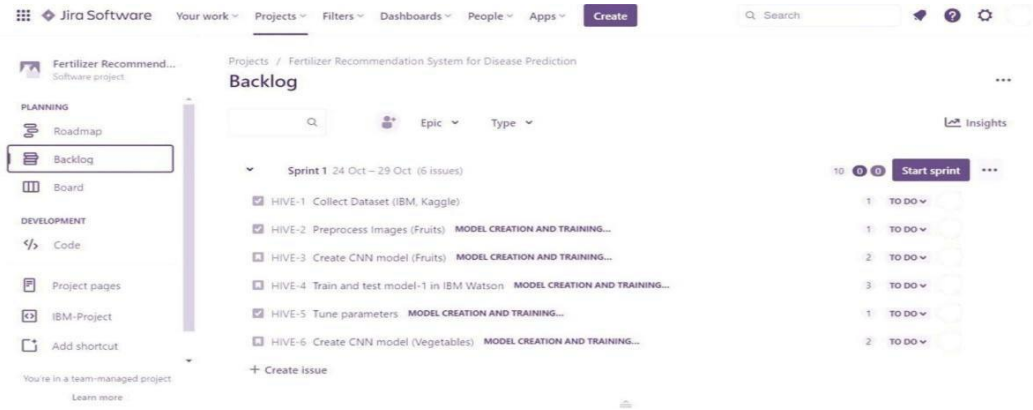 Jira Software Your work Projects Filters Dashboards People Apps Create Search
Fertilizer Recommend...
Software project
PLANNING
Roadmap
Backlog
Board
DEVELOPMENT
Code
Project pages
IBM-Project
Add shortcut
You're in a team-managed project
Learn more
Projects / Fertilizer Recommendation System for Disease Prediction
Backlog
Epic Type Insights
Sprint 1 24 Oct – 29 Oct (6 issues) 10 0 0 Start sprint
HIVE-1 Collect Dataset (IBM, Kaggle) 1 TO DO
HIVE-2 Preprocess Images (Fruits) MODEL CREATION AND TRAINING... 1 TO DO
HIVE-3 Create CNN model (Fruits) MODEL CREATION AND TRAINING... 2 TO DO
HIVE-4 Train and test model-1 in IBM Watson MODEL CREATION AND TRAINING... 3 TO DO
HIVE-5 Tune parameters MODEL CREATION AND TRAINING... 1 TO DO
HIVE-6 Create CNN model (Vegetables) MODEL CREATION AND TRAINING... 2 TO DO
+ Create issue